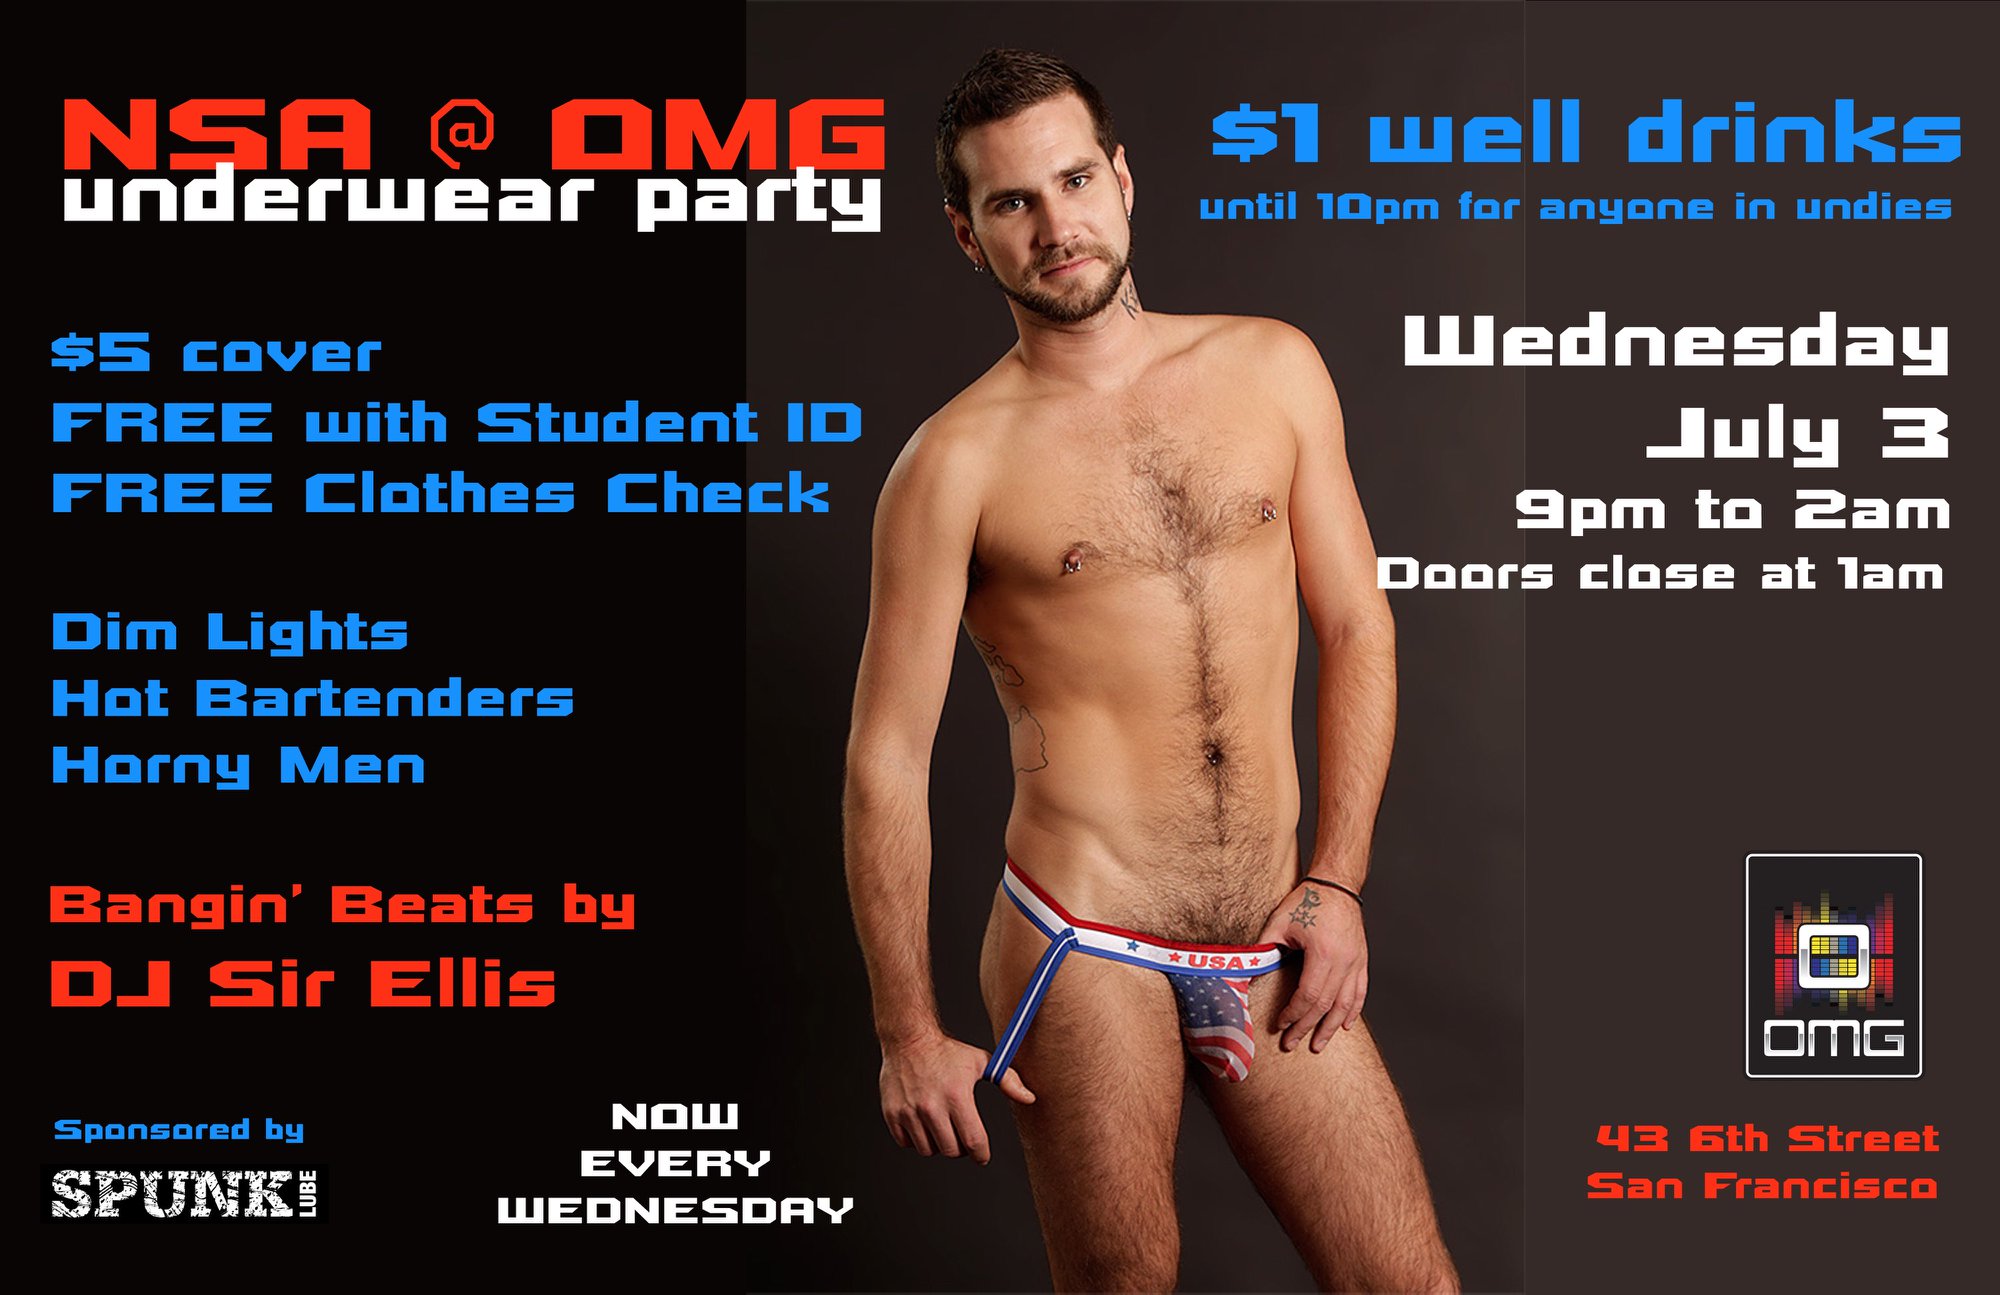 NSA @ OMG
underwear party
$5 cover
FREE with Student ID
FREE Clothes Check
Dim Lights
Hot Bartenders
Horny Men
Bangin' Beats by
DJ Sir Ellis
Sponsored by
SPUNK LUBE
NOW
EVERY
WEDNESDAY
USA
$1 well drinks
until 10pm for anyone in undies
Wednesday
July 3
9pm to 2am
Doors close at 1am
OMG
43 6th Street
San Francisco